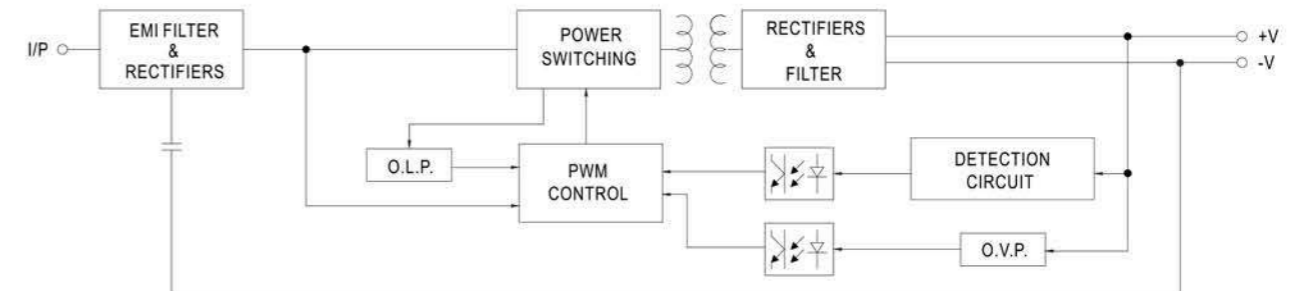 I/P
EMI FILTER
&
RECTIFIERS
POWER
SWITCHING
RECTIFIERS
&
FILTER
+V
-V
O.L.P.
PWM
CONTROL
DETECTION
CIRCUIT
O.V.P.